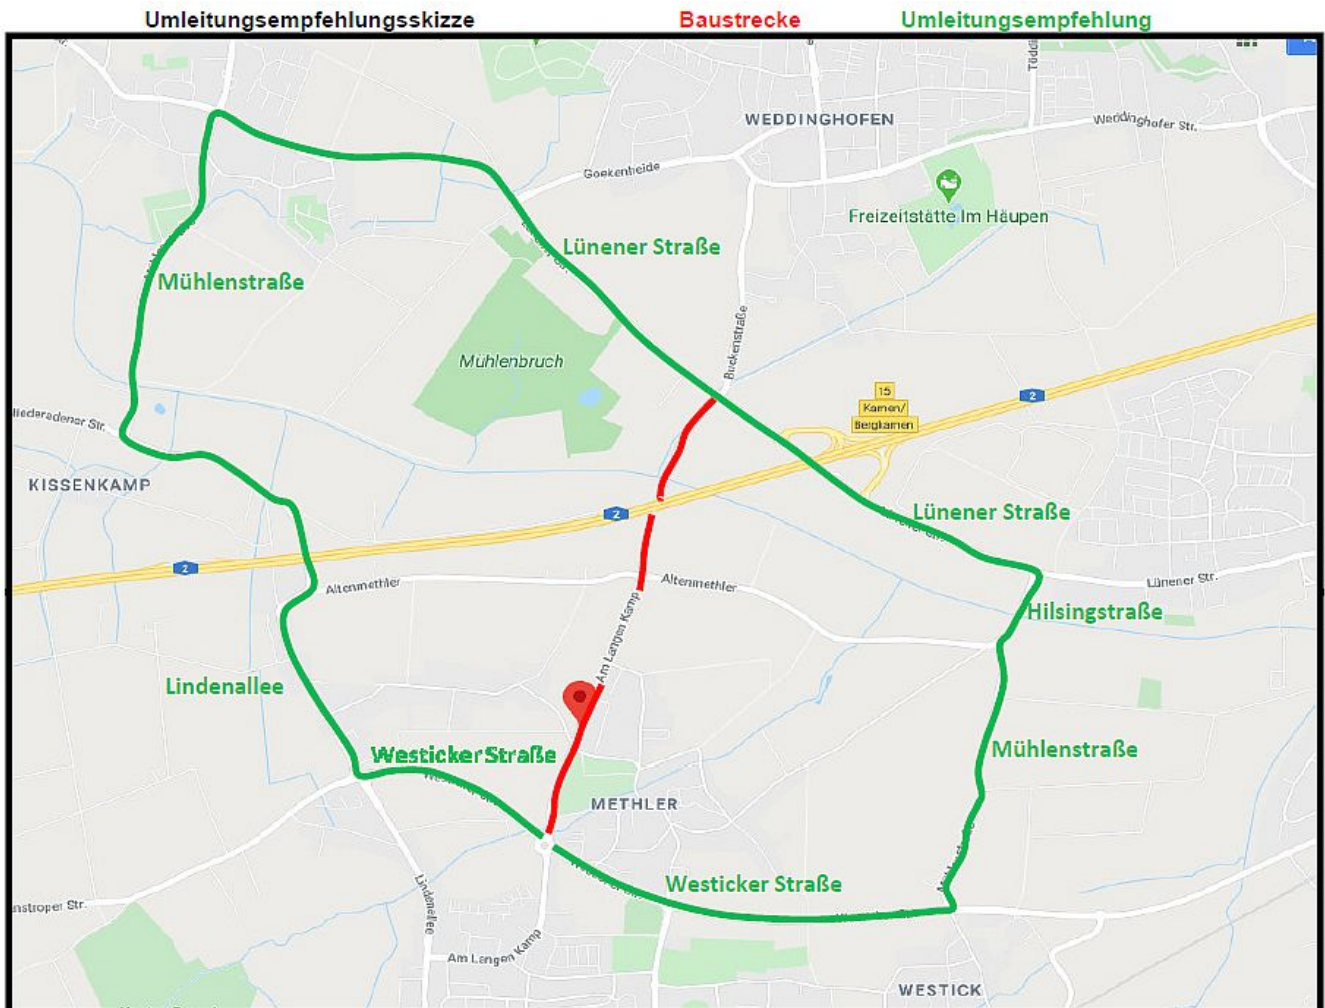 Umleitungsempfehlungsskizze
Baustrecke
Umleitungsempfehlung
WEDDINGHOFEN
Weddinghofer Str.
Goekenheide
Freizeitstätte Im Häupen
Lünener Straße
Mühlenstraße
Buckenstraße
Mühlenbruch
15
Kamen/
Bergkamen
2
KISSENKAMP
2
Lünener Straße
2
Altenmethler
Altenmethler
Lünener Str.
Hilsingstraße
Am Langen Kamp
Lindenallee
Mühlenstraße
Westicker Straße
METHLER
Westicker Straße
Lindenallee
Am Langen Kamp
WESTICK